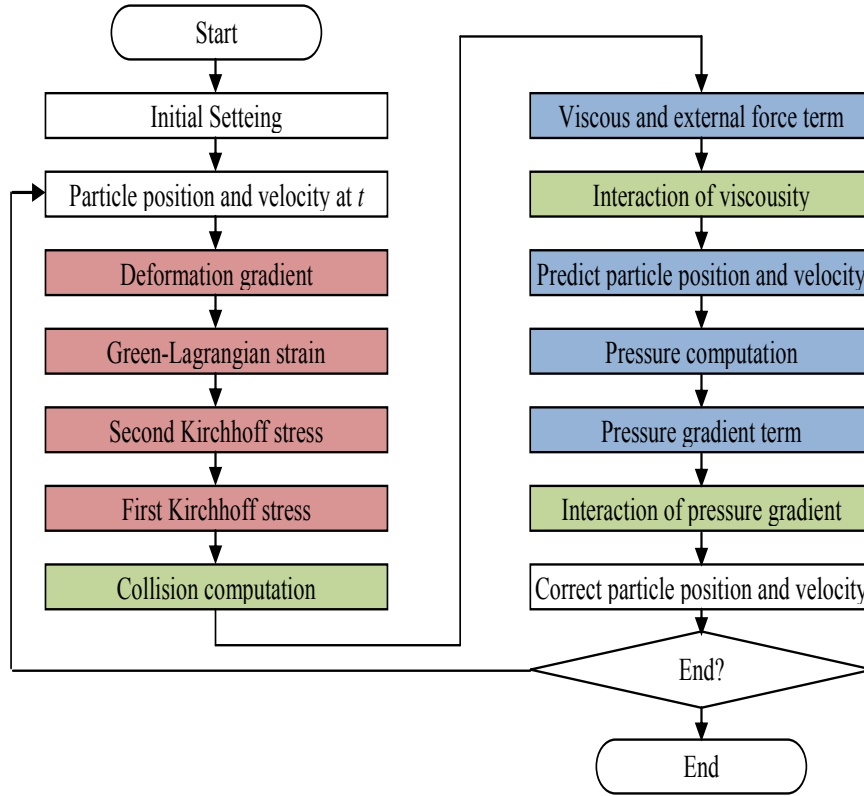 Start
Initial Setteing
Particle position and velocity at t
Deformation gradient
Green-Lagrangian strain
Second Kirchhoff stress
First Kirchhoff stress
Collision computation
Viscous and external force term
Interaction of viscousity
Predict particle position and velocity
Pressure computation
Pressure gradient term
Interaction of pressure gradient
Correct particle position and velocity
End?
End